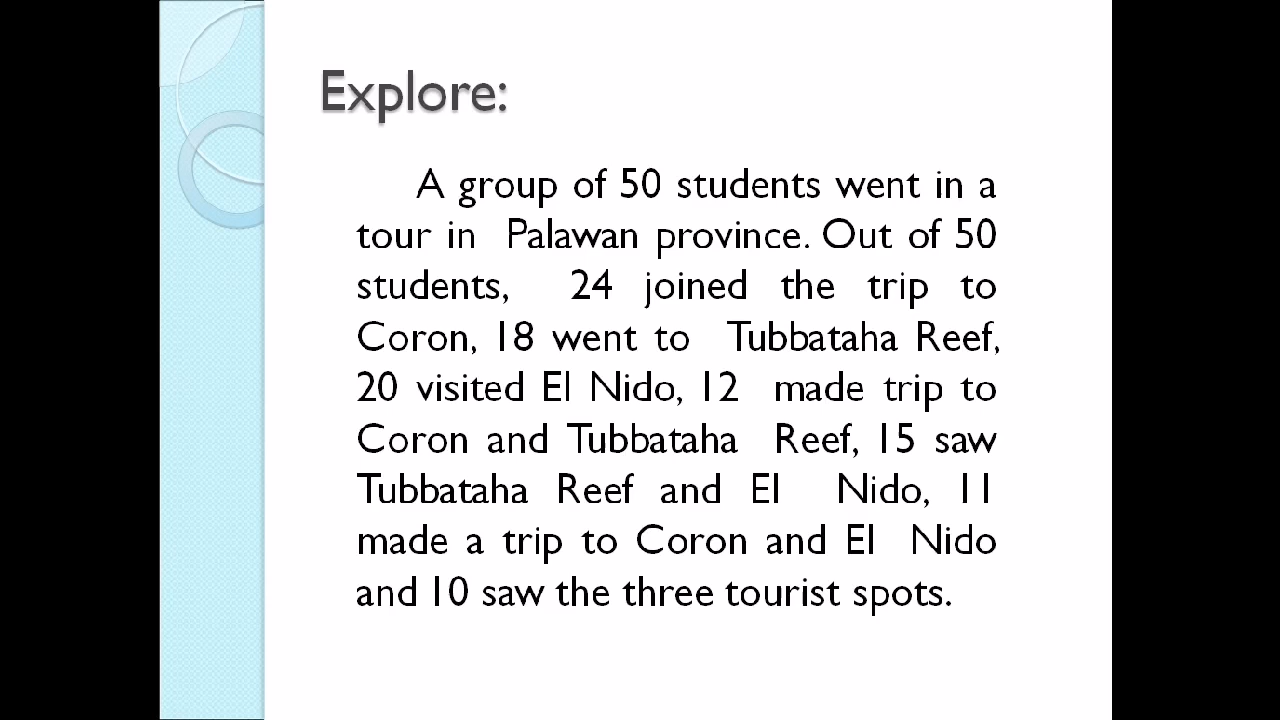 Explore:
A group of 50 students went in a
tour in Palawan province. Out of 50
students, 24 joined the trip to
Coron, 18 went to Tubbataha Reef,
20 visited El Nido, 12 made trip to
Coron and Tubbataha Reef, 15 saw
Tubbataha Reef and El Nido, 11
made a trip to Coron and El Nido
and 10 saw the three tourist spots.